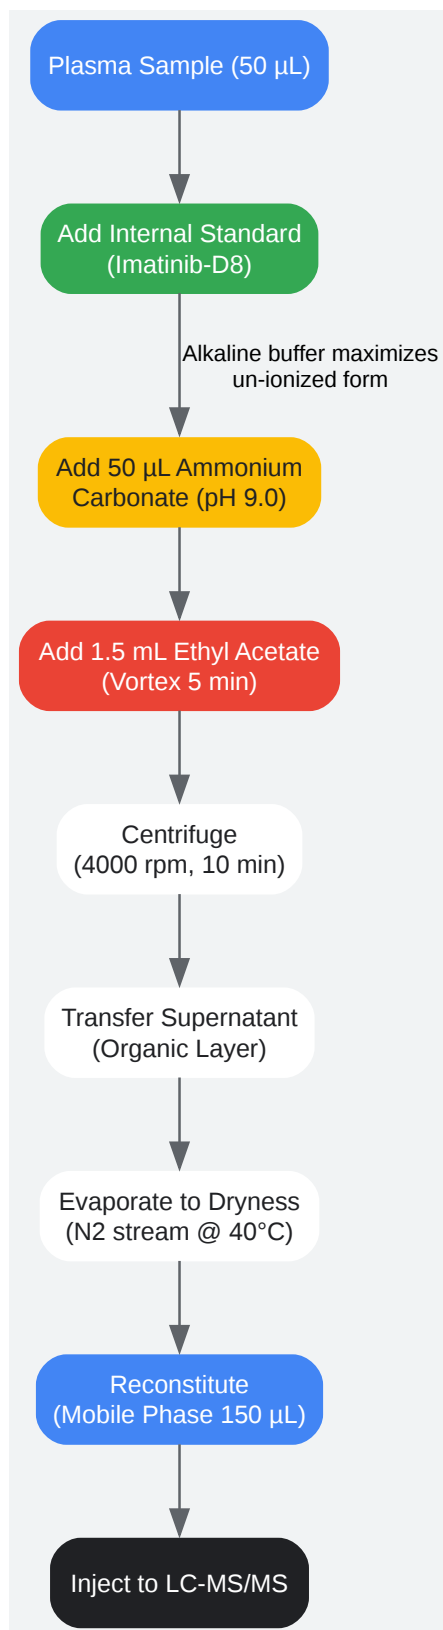 Plasma Sample (50 µL)
Add Internal Standard
(Imatinib-D8)
Alkaline buffer maximizes
un-ionized form
Add 50 µL Ammonium
Carbonate (pH 9.0)
Add 1.5 mL Ethyl Acetate
(Vortex 5 min)
Centrifuge
(4000 rpm, 10 min)
Transfer Supernatant
(Organic Layer)
Evaporate to Dryness
(N2 stream @ 40°C)
Reconstitute
(Mobile Phase 150 µL)
Inject to LC-MS/MS